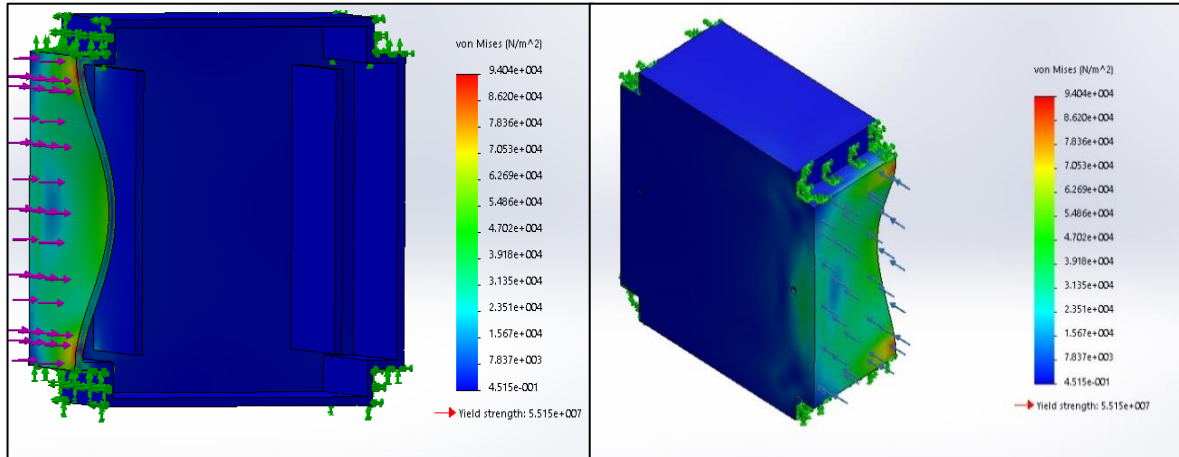 von Mises (N/m^2)
9.404e+004
8.620e+004
7.836e+004
7.053e+004
6.269e+004
5.486e+004
4.702e+004
3.918e+004
3.135e+004
2.351e+004
1.567e+004
7.837e+003
4.515e-001
Yield strength: 5.515e+007
von Mises (N/m^2)
9.404e+004
8.620e+004
7.836e+004
7.053e+004
6.269e+004
5.486e+004
4.702e+004
3.918e+004
3.135e+004
2.351e+004
1.567e+004
7.837e+003
4.515e-001
Yield strength: 5.515e+007